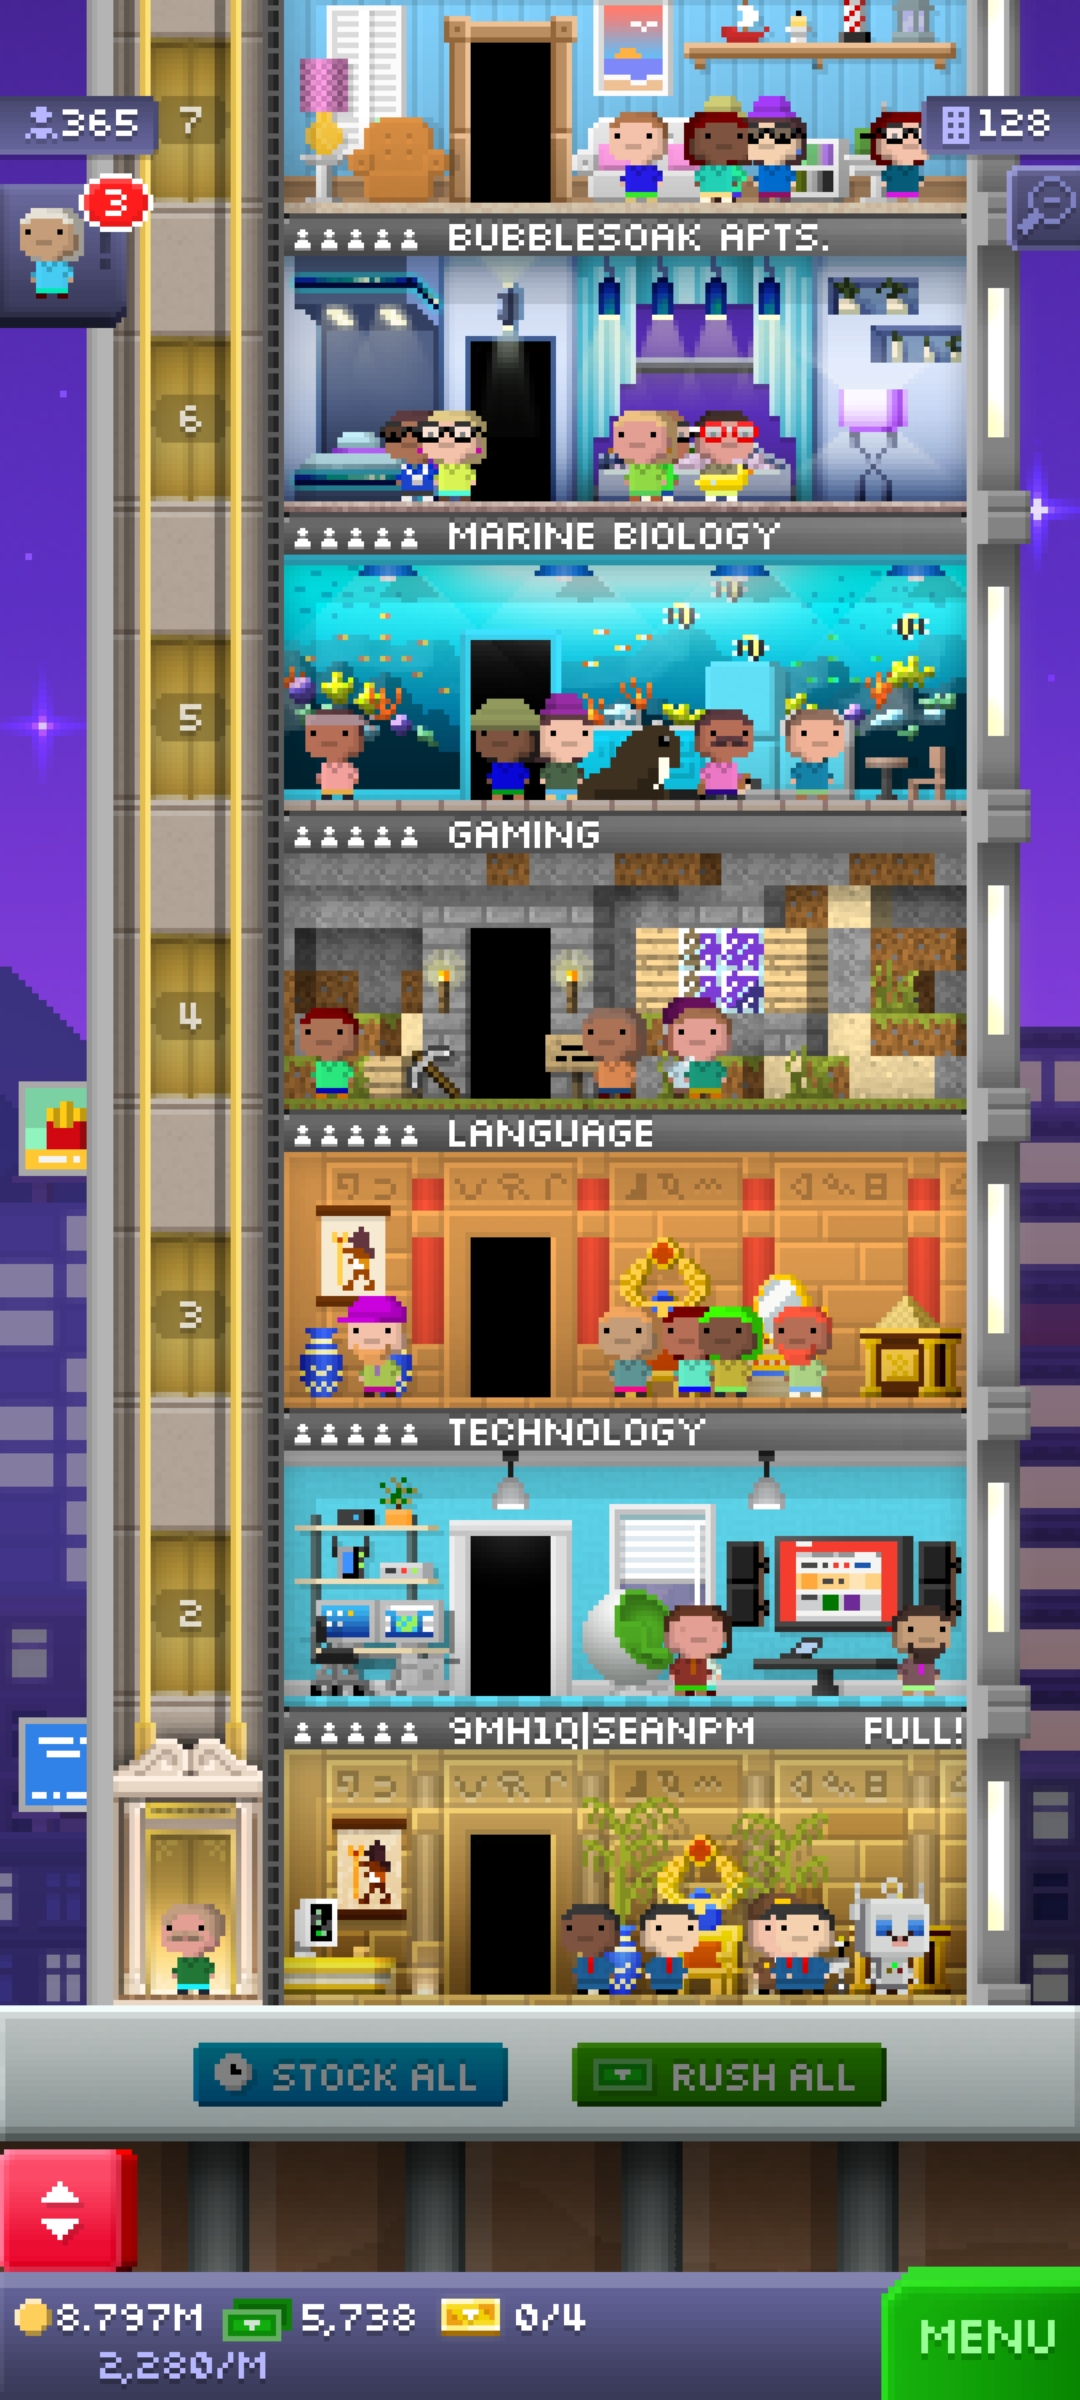 365
7
128
3
BUBBLESOAK APTS.
6
MARINE BIOLOGY
5
GAMING
4
LANGUAGE
3
TECHNOLOGY
2
9MH1Q|SEANPM FULL!
STOCK ALL
RUSH ALL
8.797M 5,738 0/4
2,280/M
MENU